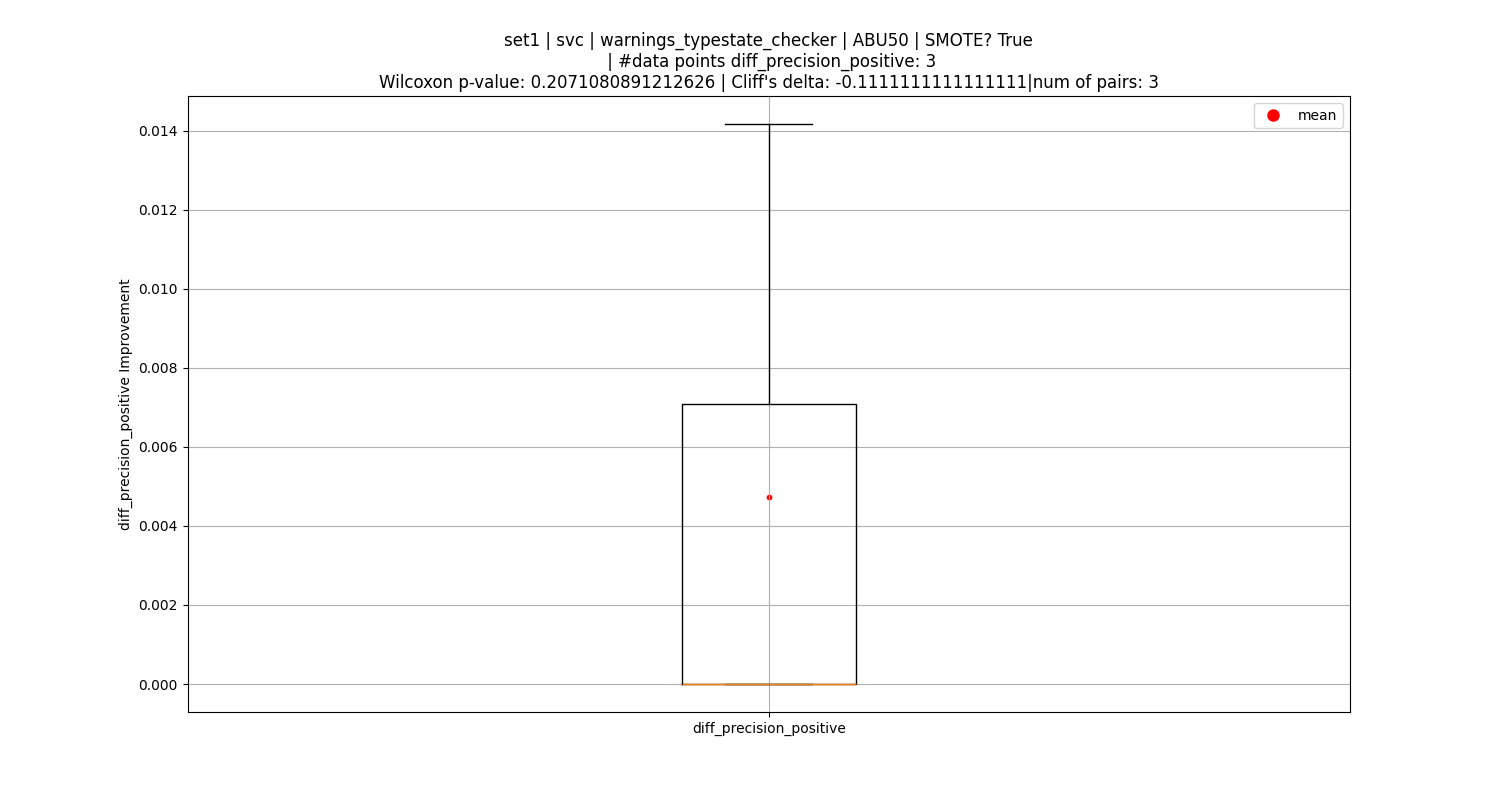 set1 | svc | warnings_typestate_checker | ABU50 | SMOTE? True
| #data points diff_precision_positive: 3
Wilcoxon p-value: 0.2071080891212626 | Cliff's delta: -0.1111111111111111|num of pairs: 3
mean
0.014
0.012
0.010
0.008
0.006
0.004
0.002
0.000
diff_precision_positive Improvement
diff_precision_positive